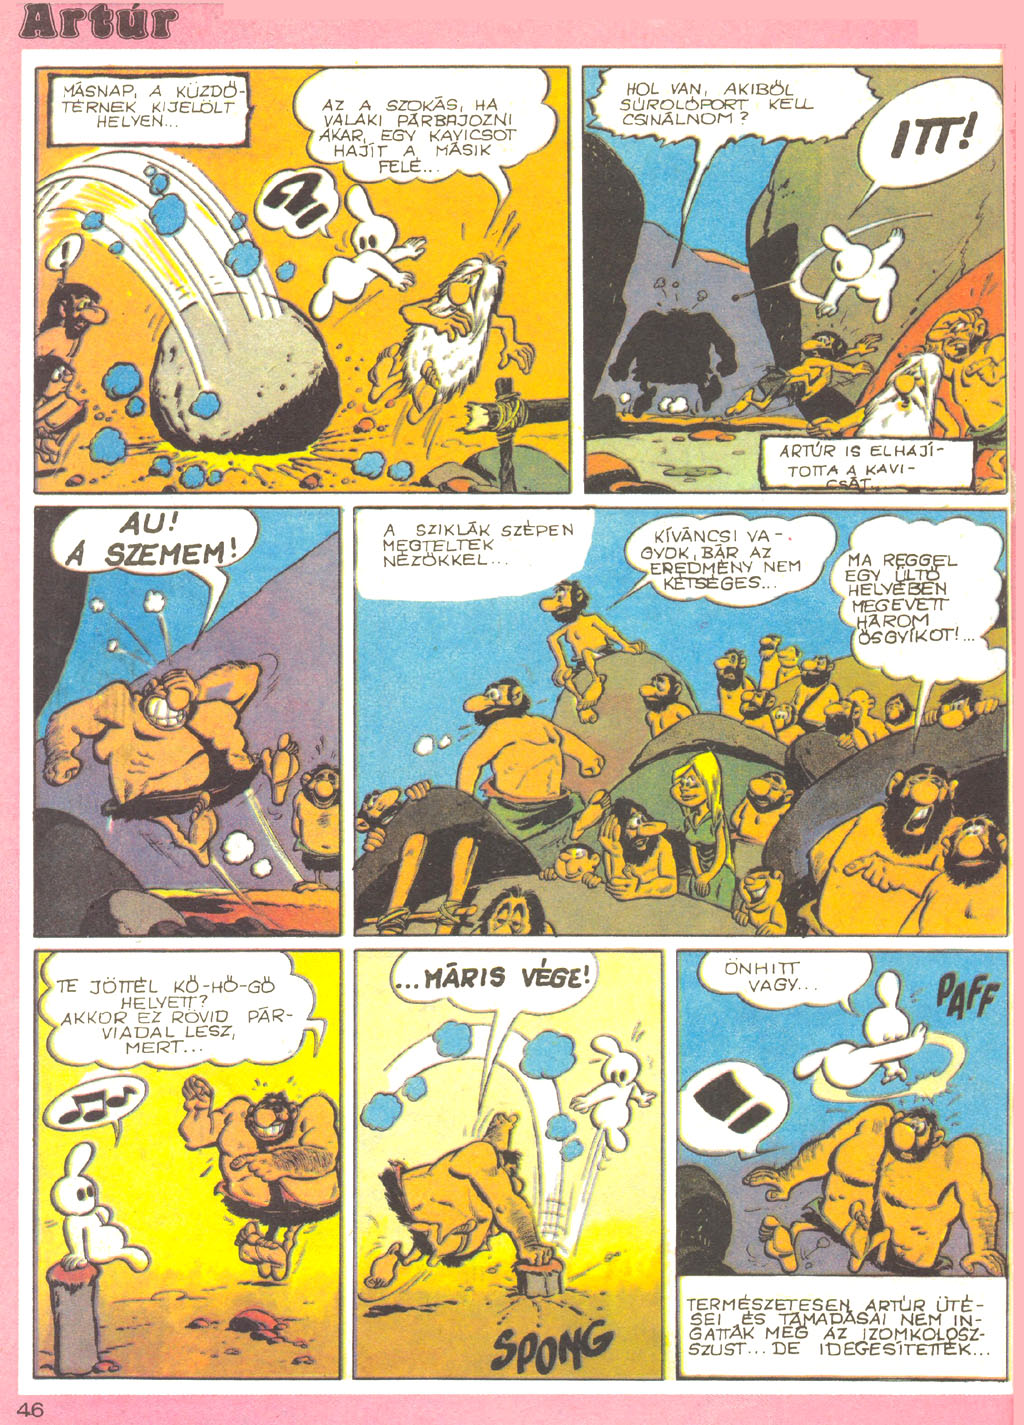 Artúr
MÁSNAP, A KÜZDŐ-
TÉRNEK KIJELÖLT
HELYEN...
AZ A SZOKÁS, HA
VALAKI PÁRBAJOZNI
AKAR, EGY KAVICSOT
HAJÍT A MÁSIK
FELÉ...
?!
!
HOL VAN, AKIBŐL
SÚROLÓPORT KELL
CSINÁLNOM?
ITT!
ARTÚR IS ELHAJÍ-
TOTTA A KAVI-
CSÁT...
AU!
A SZEMEM!
A SZIKLÁK SZÉPEN
MEGTELTEK
NÉZŐKKEL...
KÍVÁNCSI VA-
GYOK, BÁR AZ
EREDMÉNY NEM
KÉTSÉGES...
MA REGGEL
EGY ÜLTŐ
HELYÉBEN
MEGEVETT
HÁROM
ŐSGYÍKOT!...
TE JÖTTÉL KŐ-HŐ-GŐ
HELYETT?
AKKOR EZ RÖVID PÁR-
VIADAL LESZ,
MERT...
...MÁRIS VÉGE!
SPONG
ÖNHITT
VAGY...
PAFF
!
TERMÉSZETESEN ARTÚR ÜTÉ-
SEI ÉS TÁMADÁSAI NEM IN-
GATTÁK MEG AZ IZOMKOLOSZ-
SZUST... DE IDEGESÍTETTÉK...
46